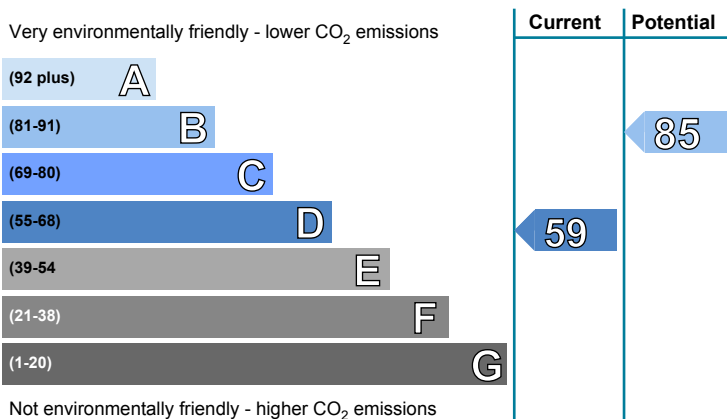 Very environmentally friendly - lower CO2 emissions
Current
Potential
(92 plus) A
(81-91) B
85
(69-80) C
(55-68) D
59
(39-54 E
(21-38) F
(1-20) G
Not environmentally friendly - higher CO2 emissions